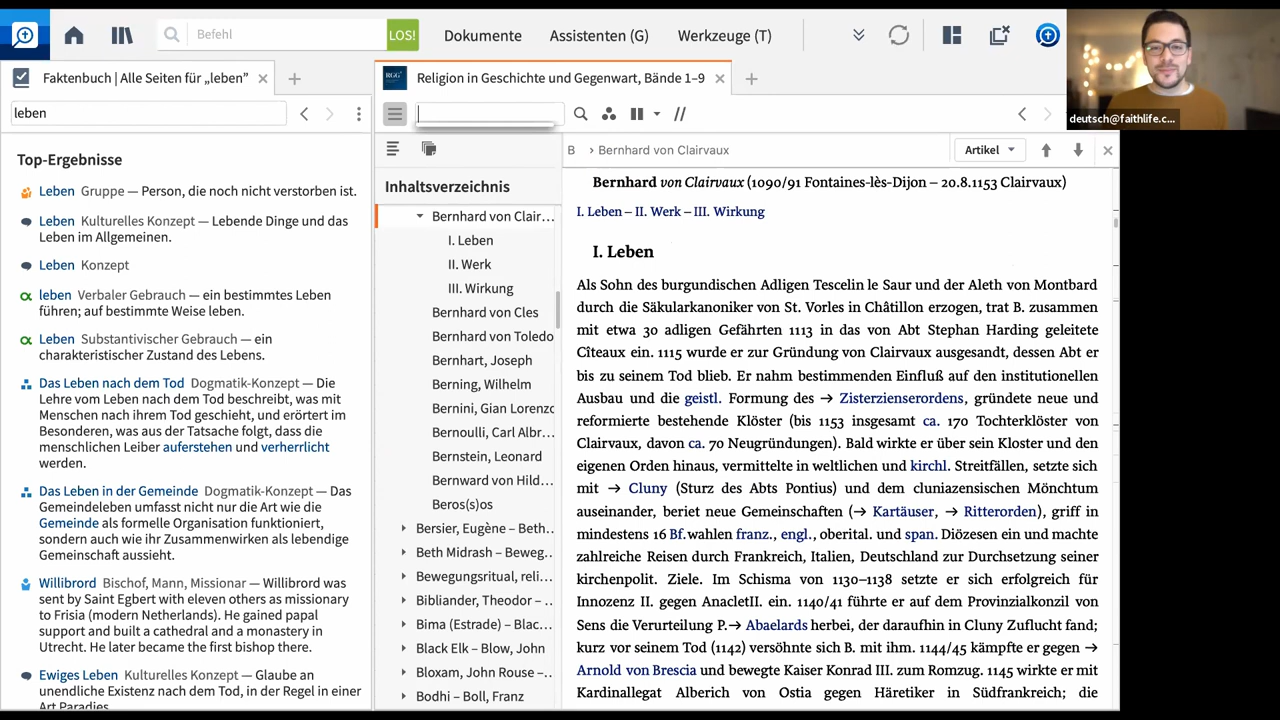 Befehl
LOS!
Dokumente
Assistenten (G)
Werkzeuge (T)
deutsch@faithlife.c...
Faktenbuch | Alle Seiten für „leben”
leben
Top-Ergebnisse
Leben Gruppe — Person, die noch nicht verstorben ist.
Leben Kulturelles Konzept — Lebende Dinge und das
Leben im Allgemeinen.
Leben Konzept
leben Verbaler Gebrauch — ein bestimmtes Leben
führen; auf bestimmte Weise leben.
Leben Substantivischer Gebrauch — ein
charakteristischer Zustand des Lebens.
Das Leben nach dem Tod Dogmatik-Konzept — Die
Lehre vom Leben nach dem Tod beschreibt, was mit
Menschen nach ihrem Tod geschieht, und erörtert im
Besonderen, was aus der Tatsache folgt, dass die
menschlichen Leiber auferstehen und verherrlicht
werden.
Das Leben in der Gemeinde Dogmatik-Konzept — Das
Gemeindeleben umfasst nicht nur die Art wie die
Gemeinde als formelle Organisation funktioniert,
sondern auch wie ihr Zusammenwirken als lebendige
Gemeinschaft aussieht.
Willibrord Bischof, Mann, Missionar — Willibrord was
sent by Saint Egbert with eleven others as missionary
to Frisia (modern Netherlands). He gained papal
support and built a cathedral and a monastery in
Utrecht. He later became the first bishop there.
Ewiges Leben Kulturelles Konzept — Glaube an
unendliche Existenz nach dem Tod, in der Regel in einer
Art Paradies.
RGG⁴ Religion in Geschichte und Gegenwart, Bände 1–9
Inhaltsverzeichnis
Bernhard von Clair...
I. Leben
II. Werk
III. Wirkung
Bernhard von Cles
Bernhard von Toledo
Bernhart, Joseph
Berning, Wilhelm
Bernini, Gian Lorenzo
Bernoulli, Carl Albr...
Bernstein, Leonard
Bernward von Hild...
Beros(s)os
Bersier, Eugène – Beth...
Beth Midrash – Beweg...
Bewegungsritual, reli...
Bibliander, Theodor – ...
Bima (Estrade) – Blac...
Black Elk – Blow, John
Bloxam, John Rouse –...
Bodhi – Boll, Franz
B › Bernhard von Clairvaux
Artikel
Bernhard von Clairvaux (1090/91 Fontaines-lès-Dijon – 20.8.1153 Clairvaux)
I. Leben – II. Werk – III. Wirkung
I. Leben
Als Sohn des burgundischen Adligen Tescelin le Saur und der Aleth von Montbard
durch die Säkularkanoniker von St. Vorles in Châtillon erzogen, trat B. zusammen
mit etwa 30 adligen Gefährten 1113 in das von Abt Stephan Harding geleitete
Cîteaux ein. 1115 wurde er zur Gründung von Clairvaux ausgesandt, dessen Abt er
bis zu seinem Tod blieb. Er nahm bestimmenden Einfluß auf den institutionellen
Ausbau und die geistl. Formung des → Zisterzienserordens, gründete neue und
reformierte bestehende Klöster (bis 1153 insgesamt ca. 170 Tochterklöster von
Clairvaux, davon ca. 70 Neugründungen). Bald wirkte er über sein Kloster und den
eigenen Orden hinaus, vermittelte in weltlichen und kirchl. Streitfällen, setzte sich
mit → Cluny (Sturz des Abts Pontius) und dem cluniazensischen Mönchtum
auseinander, beriet neue Gemeinschaften (→ Kartäuser, → Ritterorden), griff in
mindestens 16 Bf.wahlen franz., engl., oberital. und span. Diözesen ein und machte
zahlreiche Reisen durch Frankreich, Italien, Deutschland zur Durchsetzung seiner
kirchenpolit. Ziele. Im Schisma von 1130–1138 setzte er sich erfolgreich für
Innozenz II. gegen AnacletII. ein. 1140/41 führte er auf dem Provinzialkonzil von
Sens die Verurteilung P.→ Abaelards herbei, der daraufhin in Cluny Zuflucht fand;
kurz vor seinem Tod (1142) versöhnte sich B. mit ihm. 1144/45 kämpfte er gegen →
Arnold von Brescia und bewegte Kaiser Konrad III. zum Romzug. 1145 wirkte er mit
Kardinallegat Alberich von Ostia gegen Häretiker in Südfrankreich; die